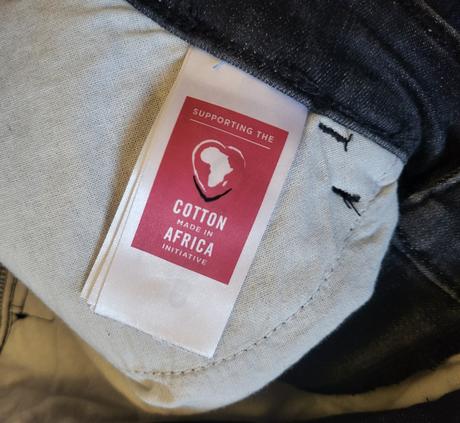 SUPPORTING THE
COTTON
MADE IN
AFRICA
INITIATIVE